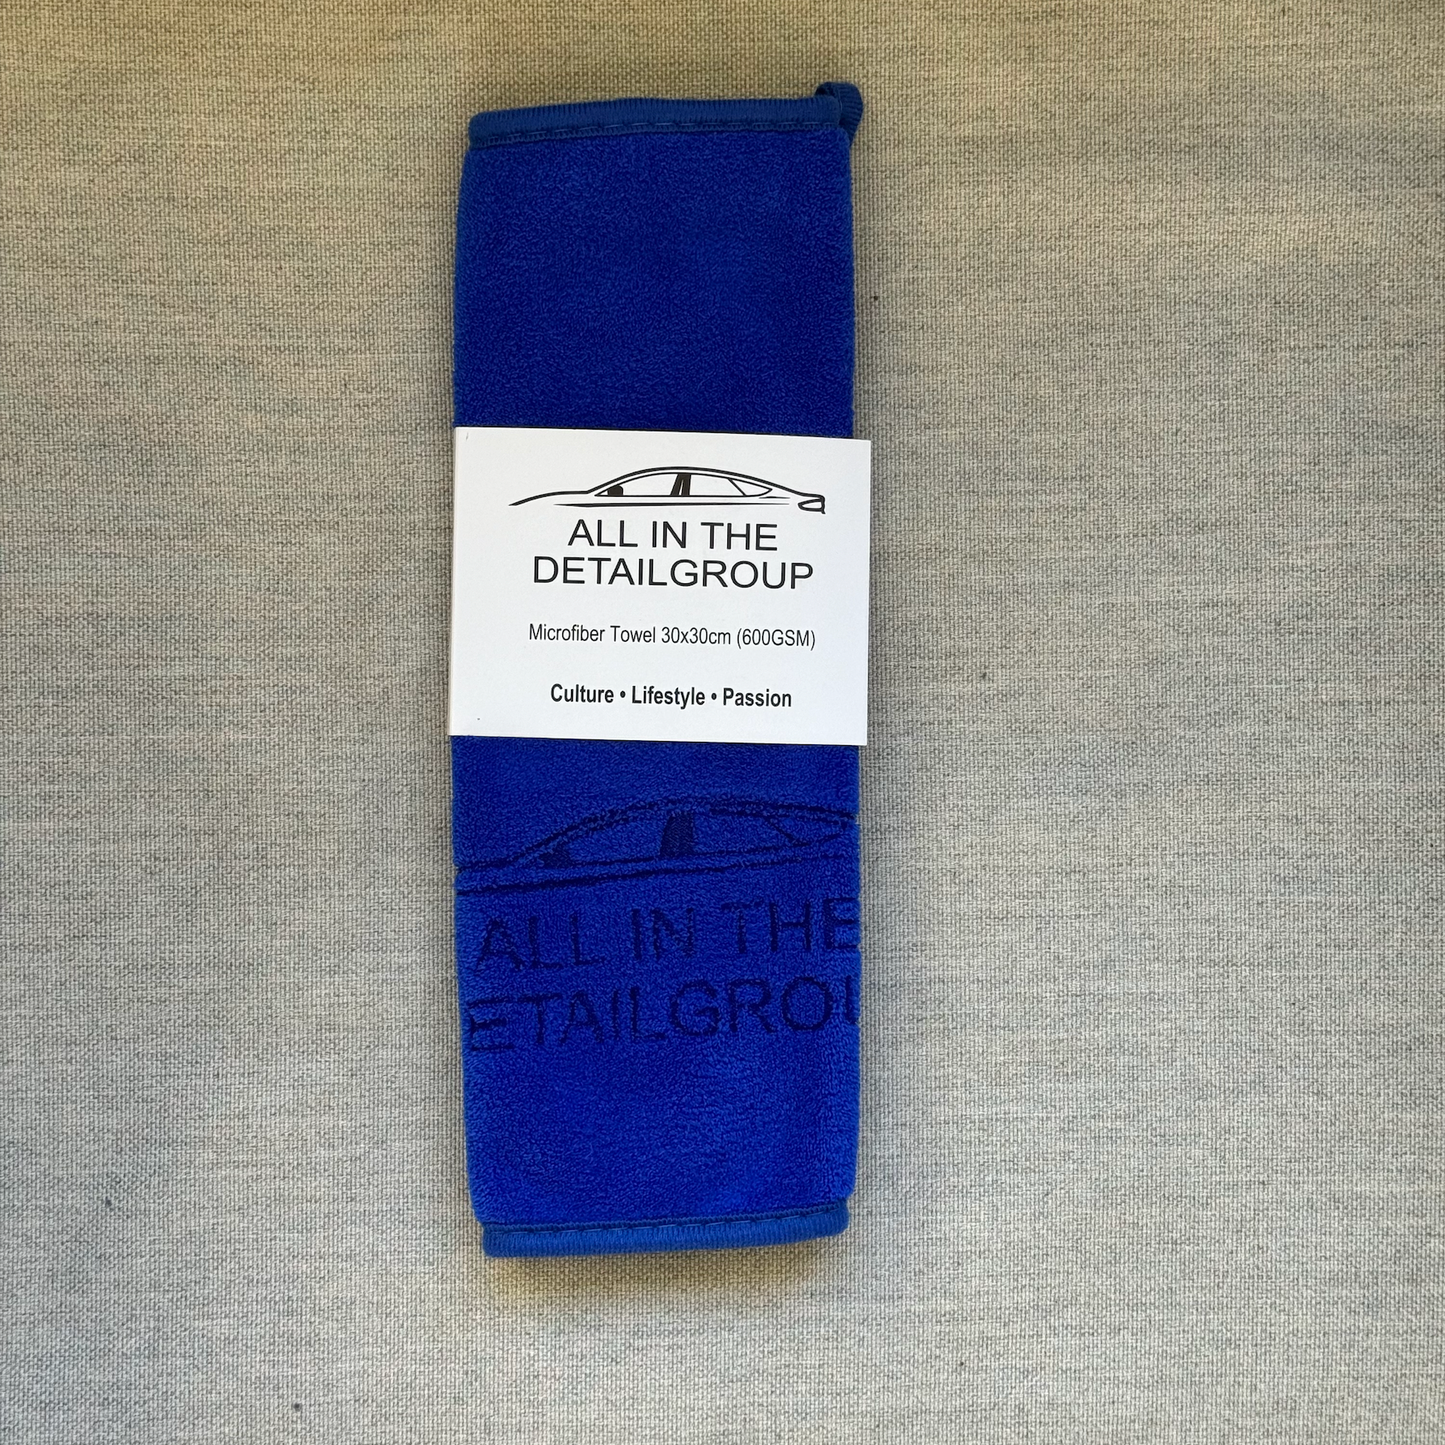 ALL IN THE
DETAILGROUP
Microfiber Towel 30x30cm (600GSM)
Culture • Lifestyle • Passion
ALL IN THE
ETAILGROU